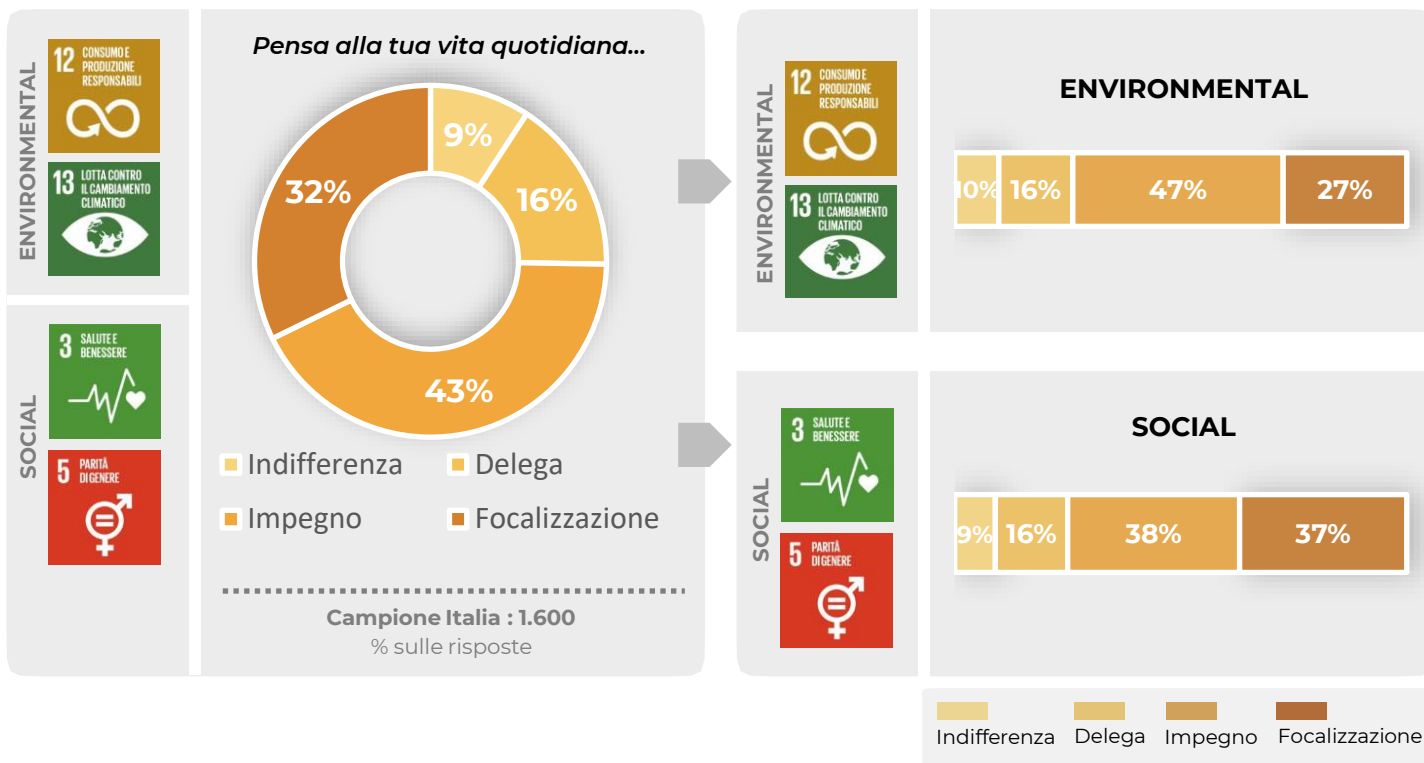 ENVIRONMENTAL
12 CONSUMO E
PRODUZIONE
RESPONSABILI
13 LOTTA CONTRO
IL CAMBIAMENTO
CLIMATICO
SOCIAL
3 SALUTE E
BENESSERE
5 PARITÀ
DI GENERE
Pensa alla tua vita quotidiana...
9%
16%
43%
32%
Indifferenza
Delega
Impegno
Focalizzazione
Campione Italia : 1.600
% sulle risposte
ENVIRONMENTAL
12 CONSUMO E
PRODUZIONE
RESPONSABILI
13 LOTTA CONTRO
IL CAMBIAMENTO
CLIMATICO
ENVIRONMENTAL
10% 16% 47% 27%
SOCIAL
3 SALUTE E
BENESSERE
5 PARITÀ
DI GENERE
SOCIAL
9% 16% 38% 37%
Indifferenza Delega Impegno Focalizzazione